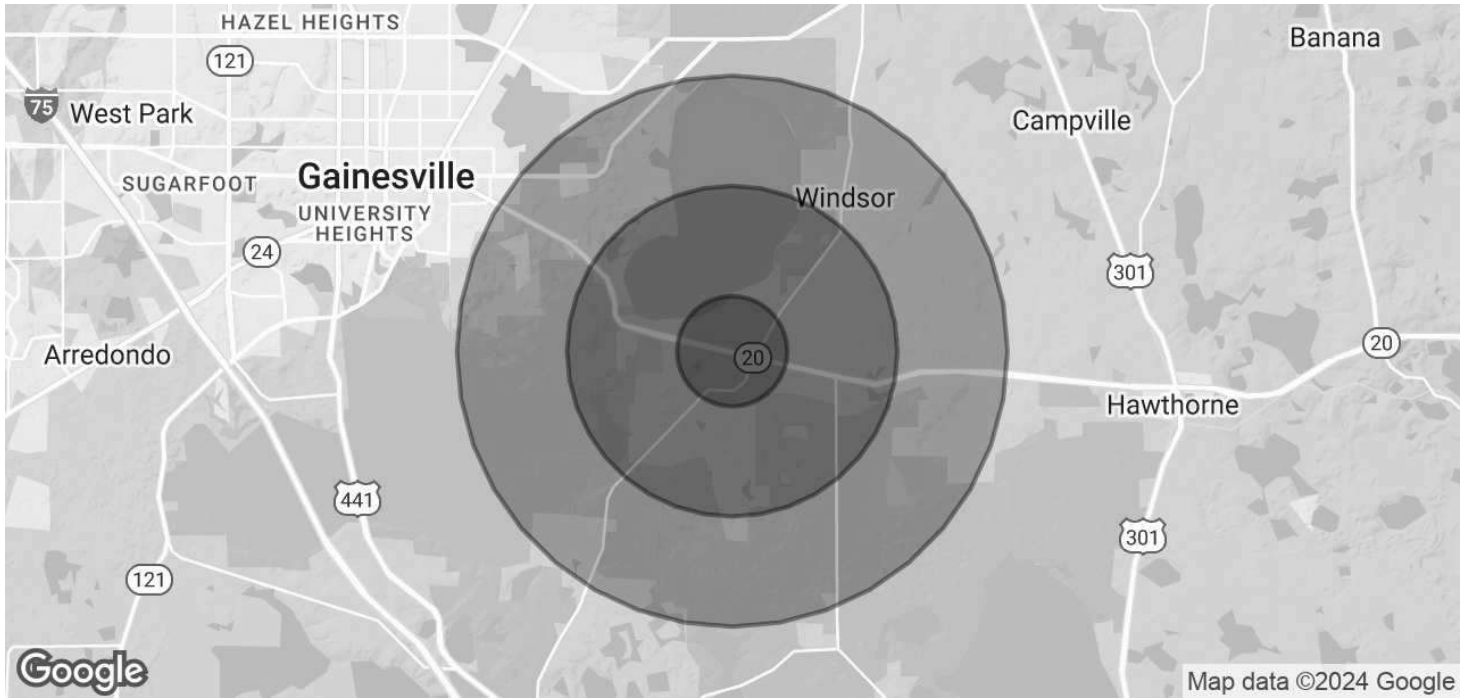 HAZEL HEIGHTS
Banana
121
75
West Park
Campville
Gainesville
SUGARFOOT
Windsor
UNIVERSITY
HEIGHTS
24
301
Arredondo
20
20
Hawthorne
441
301
121
Google
Map data ©2024 Google